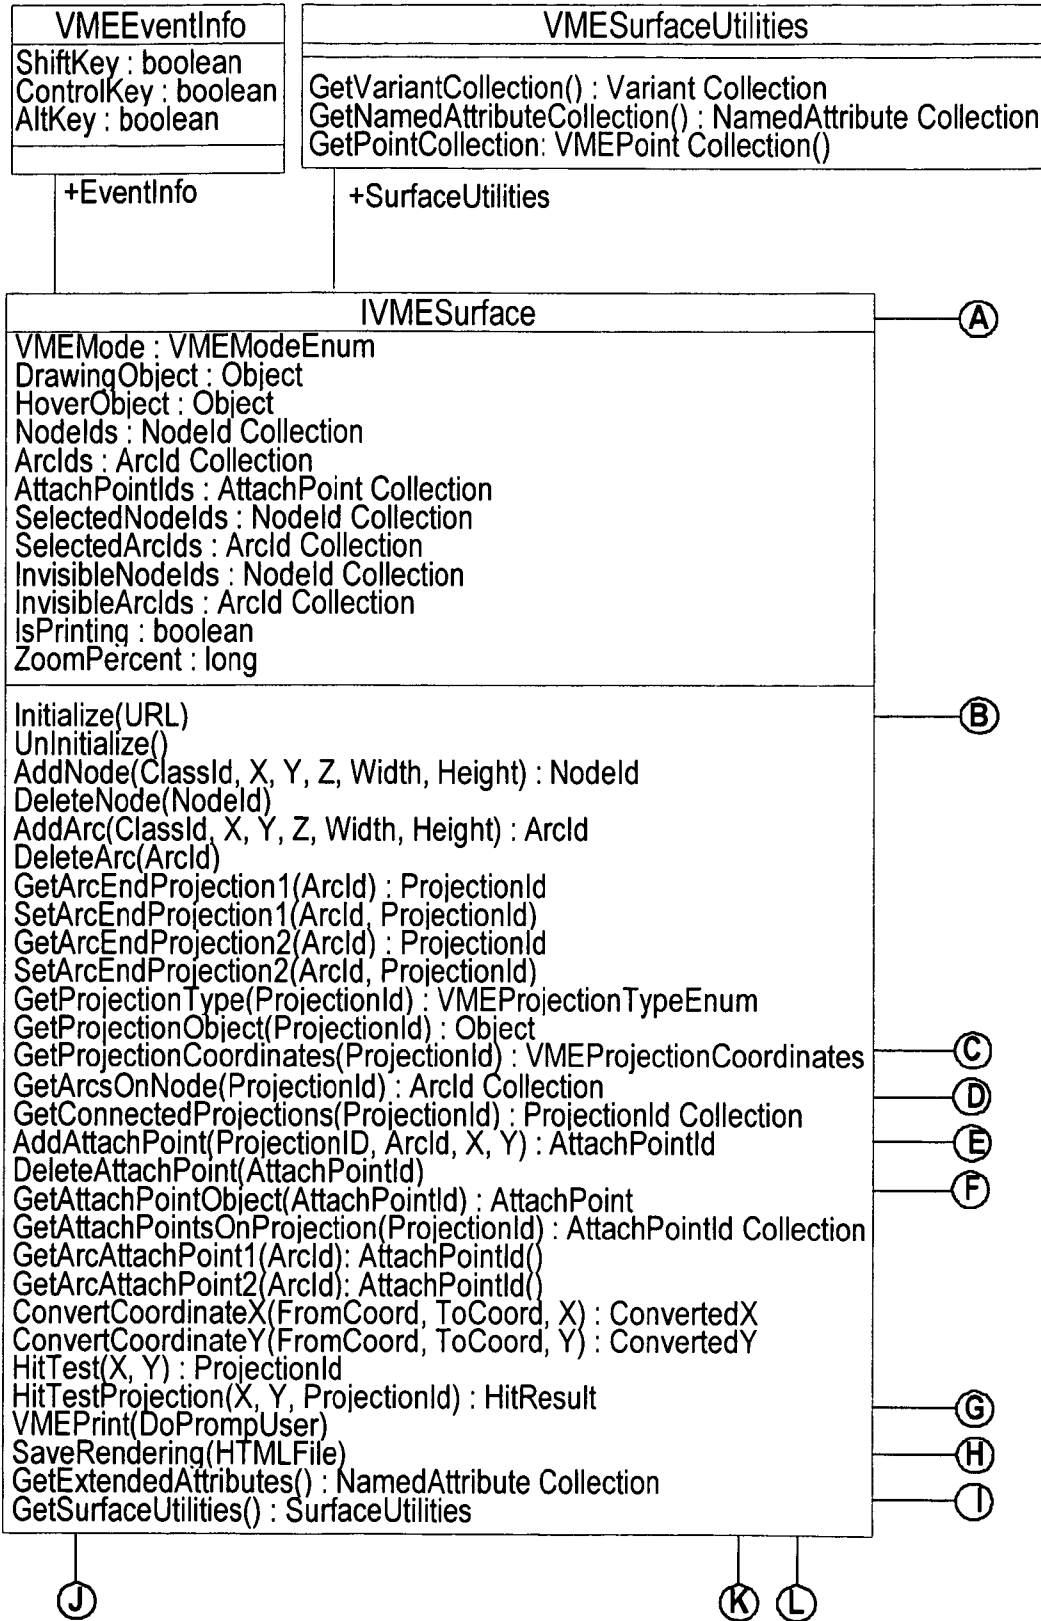 VMEEventInfo
ShiftKey : boolean
ControlKey : boolean
AltKey : boolean
VMESurfaceUtilities
GetVariantCollection() : Variant Collection
GetNamedAttributeCollection() : NamedAttribute Collection
GetPointCollection: VMEPoint Collection()
+EventInfo
+SurfaceUtilities
IVMESurface
A
VMEMode : VMEModeEnum
DrawingObject : Object
HoverObject : Object
NodeIds : NodeId Collection
ArcIds : ArcId Collection
AttachPointIds : AttachPoint Collection
SelectedNodeIds : NodeId Collection
SelectedArcIds : ArcId Collection
InvisibleNodeIds : NodeId Collection
InvisibleArcIds : ArcId Collection
IsPrinting : boolean
ZoomPercent : long
Initialize(URL)
B
UnInitialize()
AddNode(ClassId, X, Y, Z, Width, Height) : NodeId
DeleteNode(NodeId)
AddArc(ClassId, X, Y, Z, Width, Height) : ArcId
DeleteArc(ArcId)
GetArcEndProjection1(ArcId) : ProjectionId
SetArcEndProjection1(ArcId, ProjectionId)
GetArcEndProjection2(ArcId) : ProjectionId
SetArcEndProjection2(ArcId, ProjectionId)
GetProjectionType(ProjectionId) : VMEProjectionTypeEnum
GetProjectionObject(ProjectionId) : Object
GetProjectionCoordinates(ProjectionId) : VMEProjectionCoordinates
C
GetArcsOnNode(ProjectionId) : ArcId Collection
D
GetConnectedProjections(ProjectionId) : ProjectionId Collection
AddAttachPoint(ProjectionID, ArcId, X, Y) : AttachPointId
E
DeleteAttachPoint(AttachPointId)
GetAttachPointObject(AttachPointId) : AttachPoint
F
GetAttachPointsOnProjection(ProjectionId) : AttachPointId Collection
GetArcAttachPoint1(ArcId): AttachPointId()
GetArcAttachPoint2(ArcId): AttachPointId()
ConvertCoordinateX(FromCoord, ToCoord, X) : ConvertedX
ConvertCoordinateY(FromCoord, ToCoord, Y) : ConvertedY
HitTest(X, Y) : ProjectionId
HitTestProjection(X, Y, ProjectionId) : HitResult
G
VMEPrint(DoPrompUser)
SaveRendering(HTMLFile)
H
GetExtendedAttributes() : NamedAttribute Collection
GetSurfaceUtilities() : SurfaceUtilities
I
J
K
L